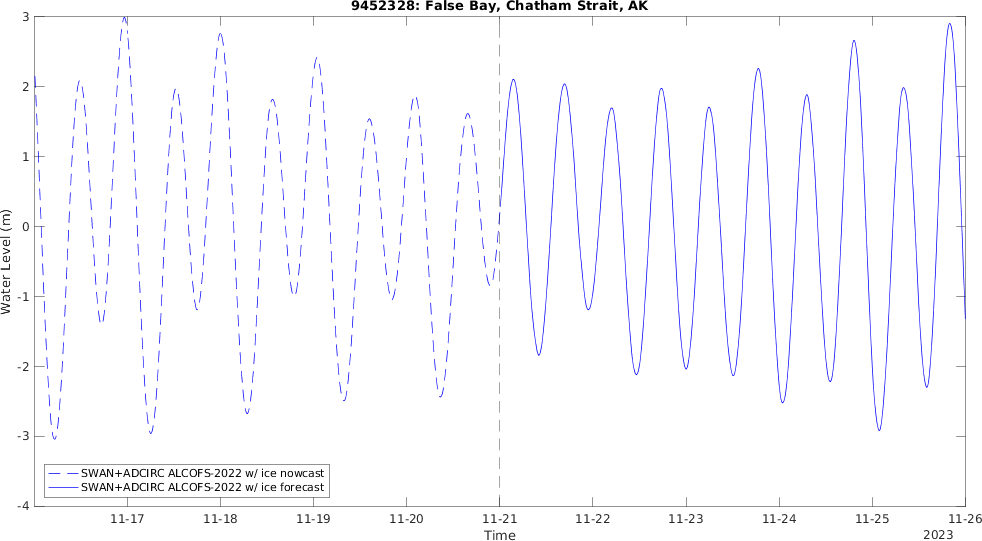 9452328: False Bay, Chatham Strait, AK
3
2
1
0
-1
-2
-3
-4
Water Level (m)
SWAN+ADCIRC ALCOFS-2022 w/ ice nowcast
SWAN+ADCIRC ALCOFS-2022 w/ ice forecast
11-17 11-18 11-19 11-20 11-21 11-22 11-23 11-24 11-25 11-26
Time
2023